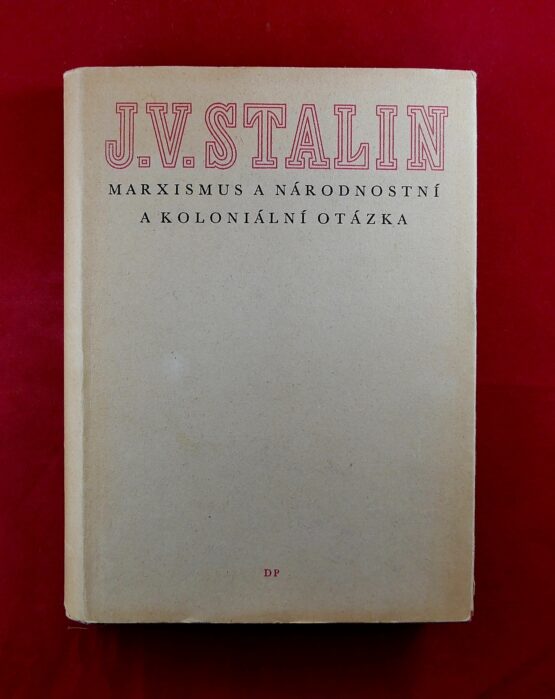 J.V.STALIN
MARXISMUS A NÁRODNOSTNÍ
A KOLONIÁLNÍ OTÁZKA
DP